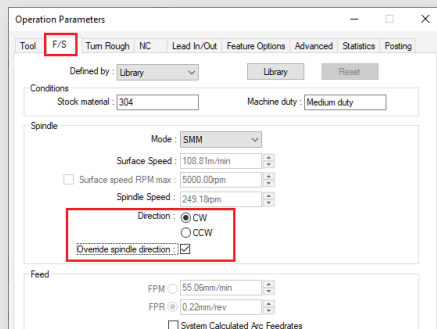 Operation Parameters
Tool F/S Turn Rough NC Lead In/Out Feature Options Advanced Statistics Posting
Defined by : Library Library Reset
Conditions
Stock material : 304 Machine duty : Medium duty
Spindle
Mode : SMM
Surface Speed : 108.81m/min
Surface speed RPM max : 5000.00rpm
Spindle Speed : 249.18rpm
Direction : CW
CCW
Override spindle direction :
Feed
FPM 55.06mm/min
FPR 0.22mm/rev
System Calculated Arc Feedrates